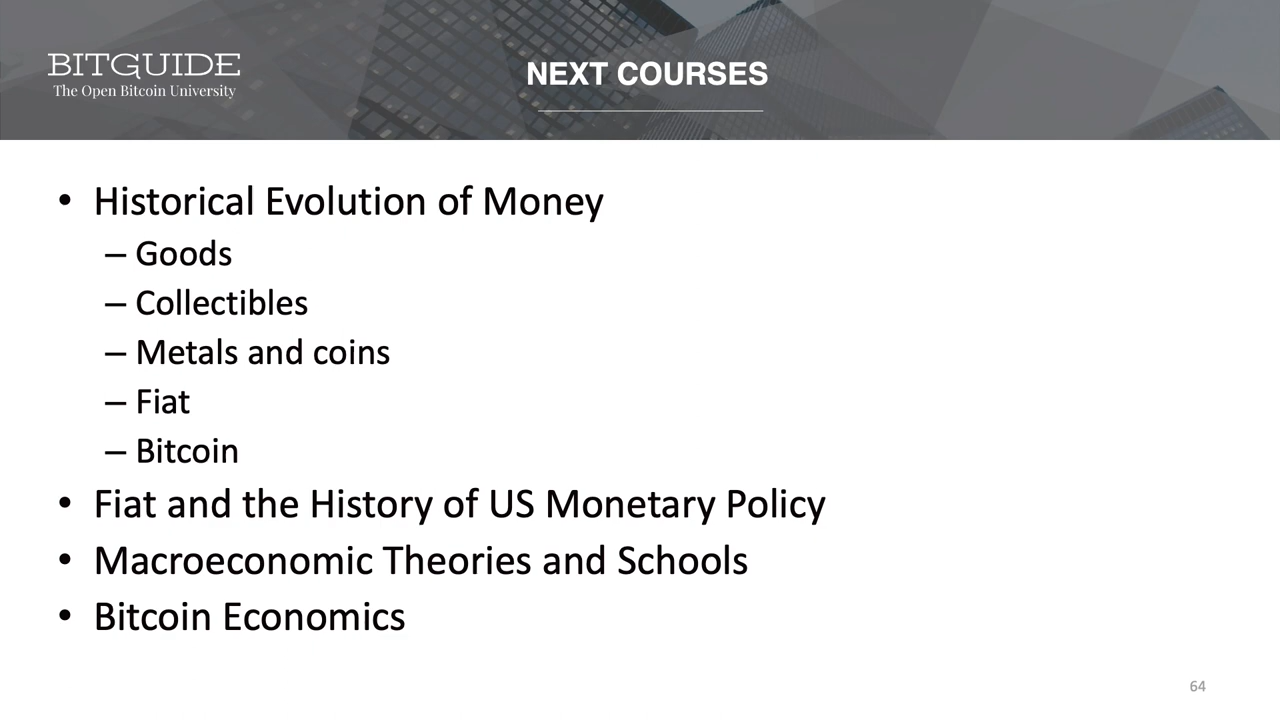 BITGUIDE
The Open Bitcoin University
NEXT COURSES
• Historical Evolution of Money
– Goods
– Collectibles
– Metals and coins
– Fiat
– Bitcoin
• Fiat and the History of US Monetary Policy
• Macroeconomic Theories and Schools
• Bitcoin Economics
64